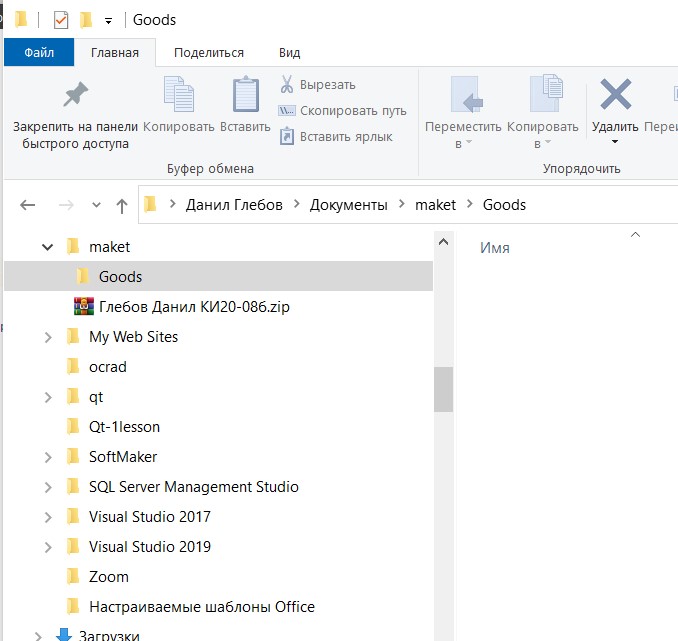 Goods
Файл Главная Поделиться Вид
Закрепить на панели быстрого доступа
Копировать
Вставить
Вырезать
Скопировать путь
Вставить ярлык
Переместить в
Копировать в
Удалить
Буфер обмена
Упорядочить
Данил Глебов Документы maket Goods
Имя
maket
Goods
Глебов Данил КИ20-08б.zip
My Web Sites
ocrad
qt
Qt-1lesson
SoftMaker
SQL Server Management Studio
Visual Studio 2017
Visual Studio 2019
Zoom
Настраиваемые шаблоны Office
Загрузки